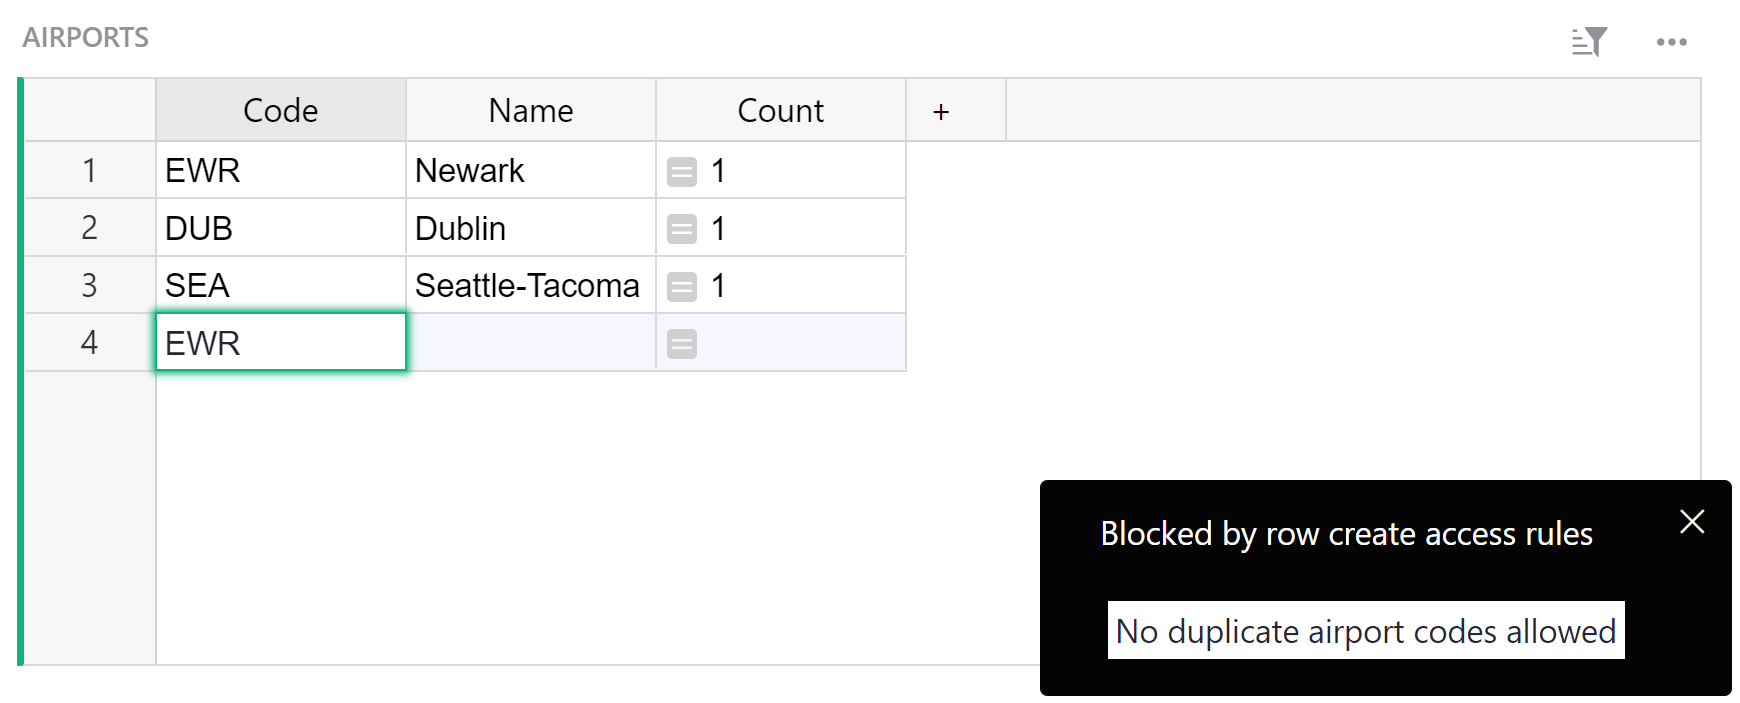 AIRPORTS
Code Name Count +
1 EWR Newark = 1
2 DUB Dublin = 1
3 SEA Seattle-Tacoma = 1
4 EWR =
Blocked by row create access rules
No duplicate airport codes allowed